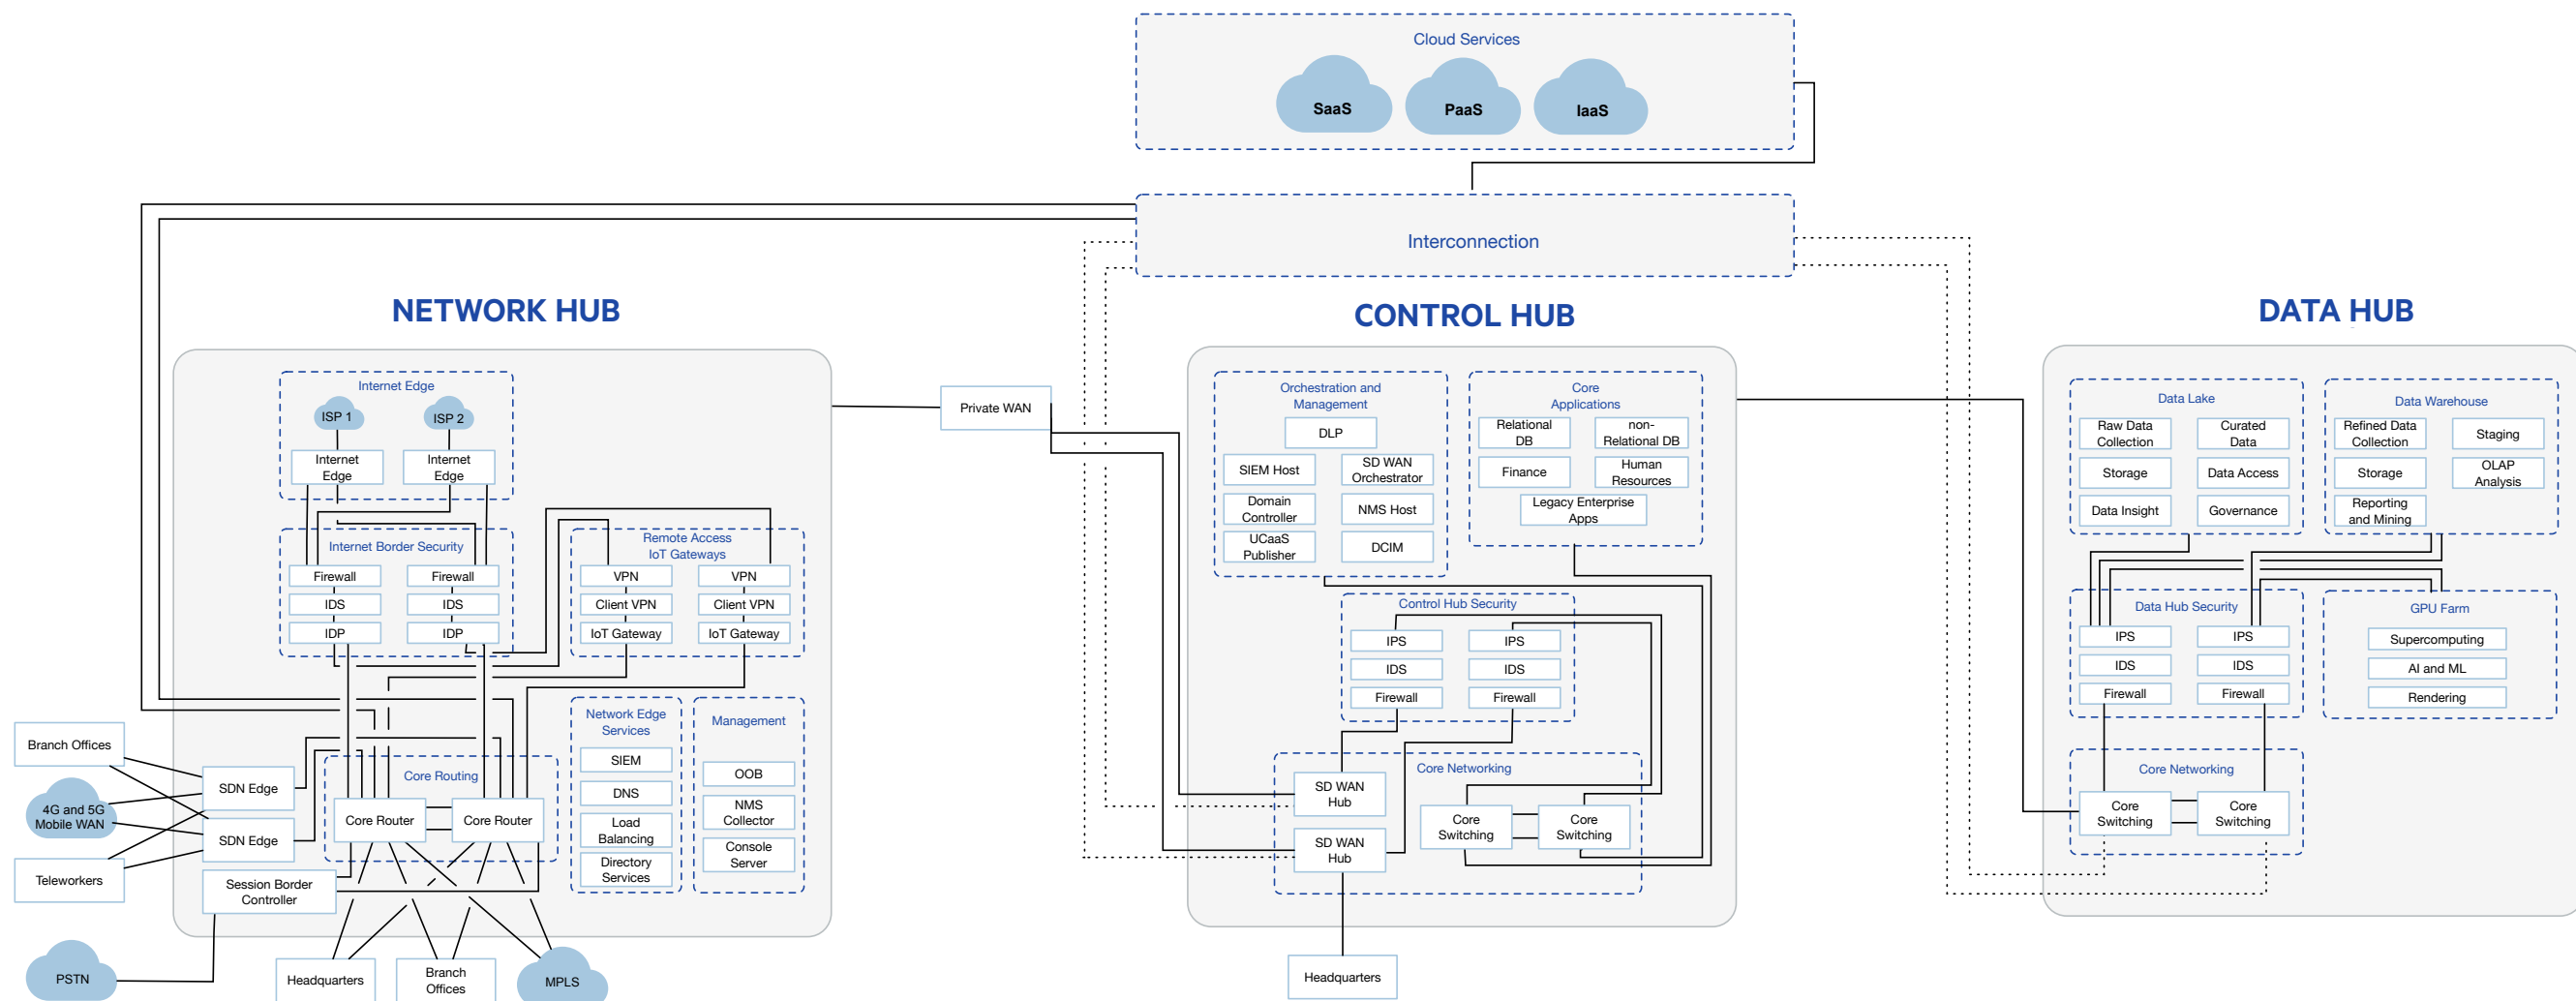 Cloud Services
SaaS
PaaS
IaaS
Interconnection
NETWORK HUB
Internet Edge
ISP 1
ISP 2
Internet
Edge
Internet
Edge
Internet Border Security
Firewall
IDS
IDP
Firewall
IDS
IDP
Remote Access
IoT Gateways
VPN
Client VPN
IoT Gateway
VPN
Client VPN
IoT Gateway
Network Edge
Services
SIEM
DNS
Load
Balancing
Directory
Services
Management
OOB
NMS
Collector
Console
Server
Core Routing
Core Router
Core Router
SDN Edge
SDN Edge
Session Border
Controller
Branch Offices
4G and 5G
Mobile WAN
Teleworkers
PSTN
Headquarters
Branch
Offices
MPLS
Private WAN
CONTROL HUB
Orchestration and
Management
DLP
SIEM Host
SD WAN
Orchestrator
Domain
Controller
NMS Host
UCaaS
Publisher
DCIM
Core
Applications
Relational
DB
non-
Relational DB
Finance
Human
Resources
Legacy Enterprise
Apps
Control Hub Security
IPS
IDS
Firewall
IPS
IDS
Firewall
Core Networking
SD WAN
Hub
SD WAN
Hub
Core
Switching
Core
Switching
Headquarters
DATA HUB
Data Lake
Raw Data
Collection
Curated
Data
Storage
Data Access
Data Insight
Governance
Data Warehouse
Refined Data
Collection
Staging
Storage
OLAP
Analysis
Reporting
and Mining
Data Hub Security
IPS
IDS
Firewall
IPS
IDS
Firewall
GPU Farm
Supercomputing
AI and ML
Rendering
Core Networking
Core
Switching
Core
Switching